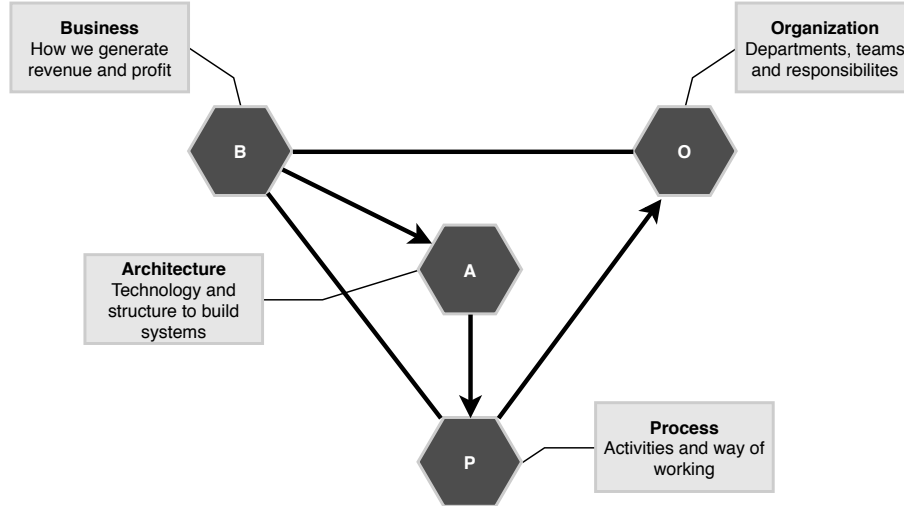 Business
How we generate
revenue and profit
Organization
Departments, teams
and responsibilites
B
O
A
Architecture
Technology and
structure to build
systems
P
Process
Activities and way of
working